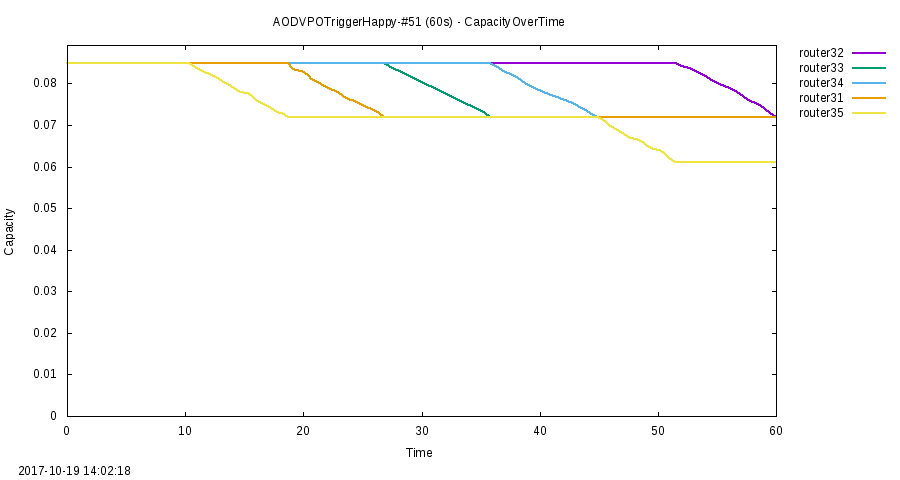 AODVPOTriggerHappy-#51 (60s) - CapacityOverTime
router32
router33
router34
router31
router35
0.08
0.07
0.06
0.05
0.04
0.03
0.02
0.01
0
Capacity
0 10 20 30 40 50 60
Time
2017-10-19 14:02:18